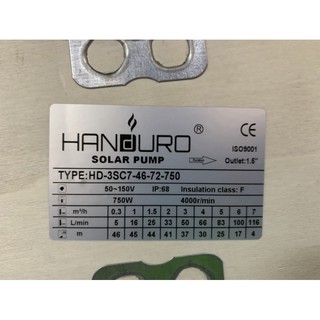 HANDURO ® CE
SOLAR PUMP ISO9001
Outlet:1.5"
TYPE:HD-3SC7-46-72-750
50~150V IP:68 Insulation class: F
750W 4000r/min
m³/h 0.3 1 1.5 2 3 4 5 6 7
L/min 5 16 25 33 50 66 83 100 116
m 46 45 44 41 37 30 25 17 4